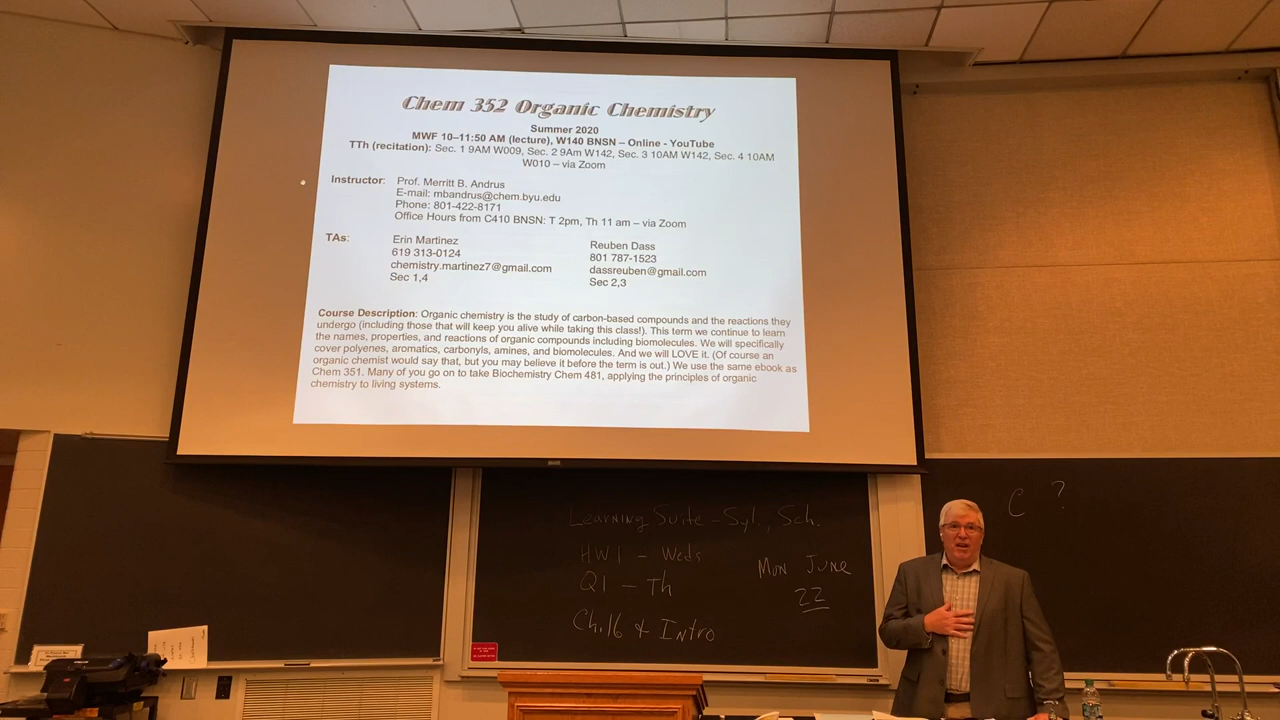 Chem 352 Organic Chemistry
Summer 2020
MWF 10–11:50 AM (lecture), W140 BNSN – Online - YouTube
TTh (recitation): Sec. 1 9AM W009, Sec. 2 9Am W142, Sec. 3 10AM W142, Sec. 4 10AM
W010 – via Zoom
Instructor: Prof. Merritt B. Andrus
E-mail: mbandrus@chem.byu.edu
Phone: 801-422-8171
Office Hours from C410 BNSN: T 2pm, Th 11 am – via Zoom
TAs:
Erin Martinez
619 313-0124
chemistry.martinez7@gmail.com
Sec 1,4
Reuben Dass
801 787-1523
dassreuben@gmail.com
Sec 2,3
Course Description: Organic chemistry is the study of carbon-based compounds and the reactions they
undergo (including those that will keep you alive while taking this class!). This term we continue to learn
the names, properties, and reactions of organic compounds including biomolecules. We will specifically
cover polyenes, aromatics, carbonyls, amines, and biomolecules. And we will LOVE it. (Of course an
organic chemist would say that, but you may believe it before the term is out.) We use the same ebook as
Chem 351. Many of you go on to take Biochemistry Chem 481, applying the principles of organic
chemistry to living systems.
Learning Suite - Syl., Sch.
HW1 - Weds
Q1 - Th
Ch.16 & Intro
Mon June
22
C ?